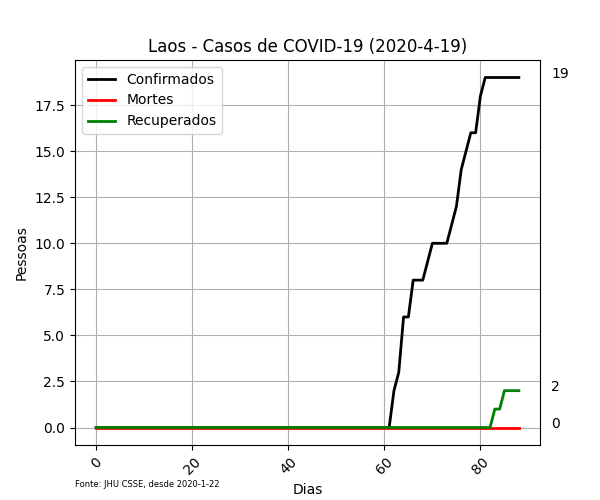 Laos - Casos de COVID-19 (2020-4-19)
Confirmados
Mortes
Recuperados
19
17.5
15.0
12.5
10.0
7.5
5.0
2.5
2
0.0
0
Pessoas
0 20 40 60 80
Dias
Fonte: JHU CSSE, desde 2020-1-22